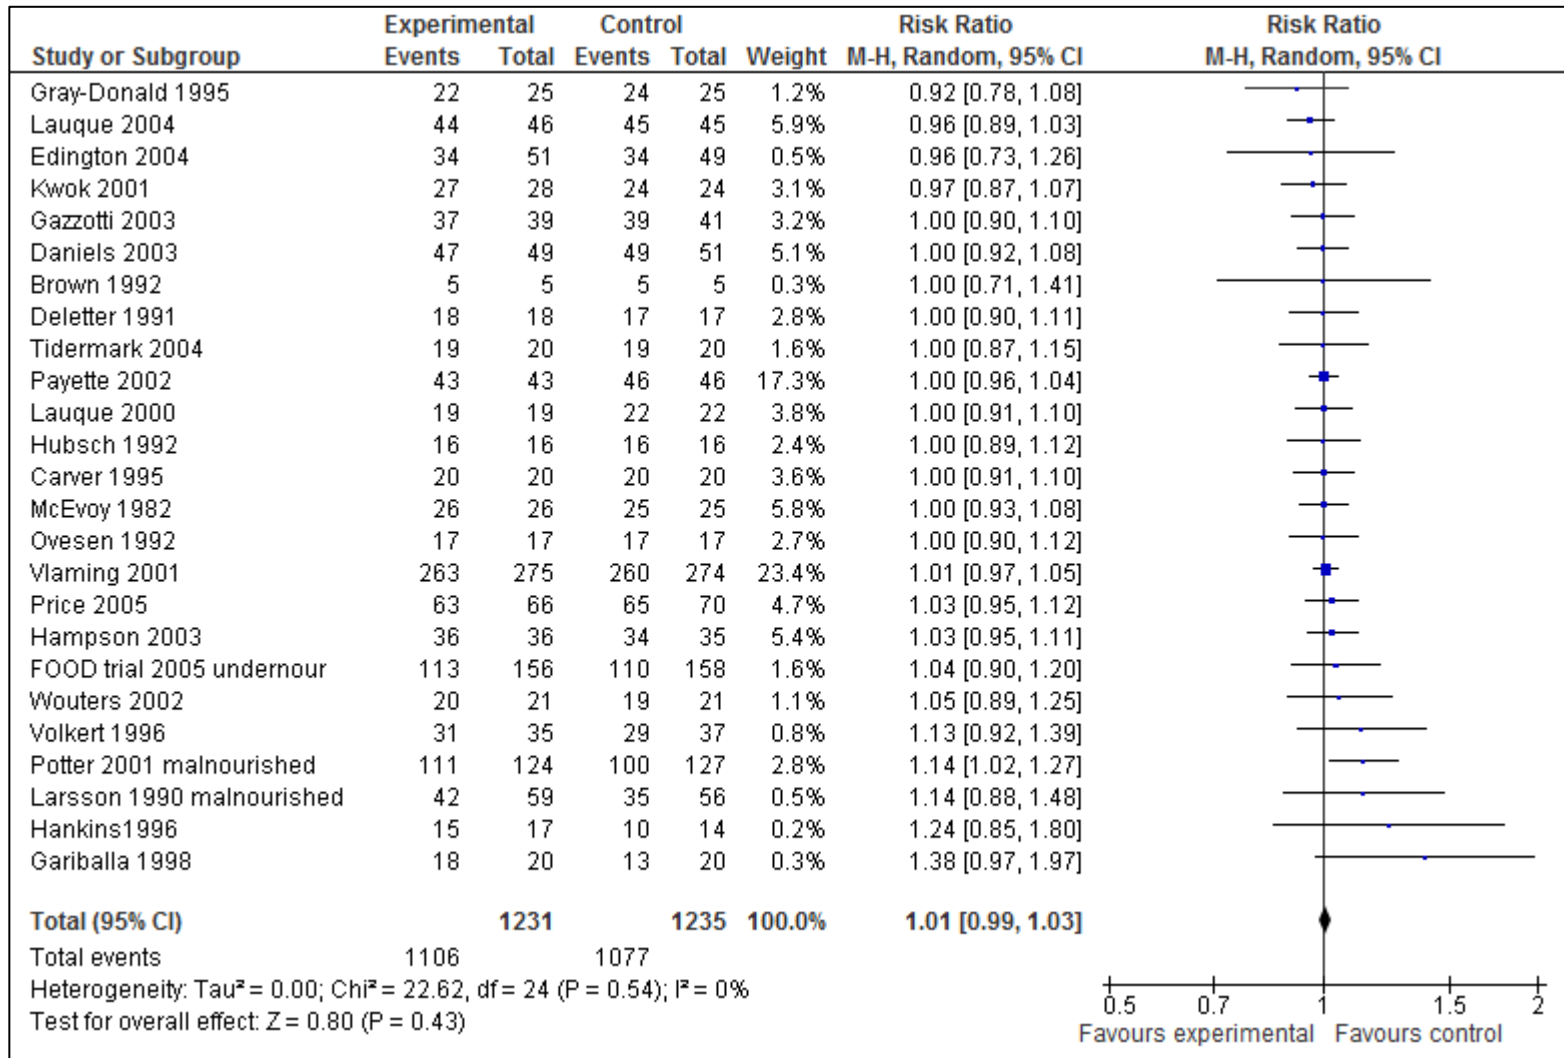 Experimental Control Risk Ratio Risk Ratio
Study or Subgroup Events Total Events Total Weight M-H, Random, 95% CI M-H, Random, 95% CI
Gray-Donald 1995 22 25 24 25 1.2% 0.92 [0.78, 1.08]
Lauque 2004 44 46 45 45 5.9% 0.96 [0.89, 1.03]
Edington 2004 34 51 34 49 0.5% 0.96 [0.73, 1.26]
Kwok 2001 27 28 24 24 3.1% 0.97 [0.87, 1.07]
Gazzotti 2003 37 39 39 41 3.2% 1.00 [0.90, 1.10]
Daniels 2003 47 49 49 51 5.1% 1.00 [0.92, 1.08]
Brown 1992 5 5 5 5 0.3% 1.00 [0.71, 1.41]
Deletter 1991 18 18 17 17 2.8% 1.00 [0.90, 1.11]
Tidermark 2004 19 20 19 20 1.6% 1.00 [0.87, 1.15]
Payette 2002 43 43 46 46 17.3% 1.00 [0.96, 1.04]
Lauque 2000 19 19 22 22 3.8% 1.00 [0.91, 1.10]
Hubsch 1992 16 16 16 16 2.4% 1.00 [0.89, 1.12]
Carver 1995 20 20 20 20 3.6% 1.00 [0.91, 1.10]
McEvoy 1982 26 26 25 25 5.8% 1.00 [0.93, 1.08]
Ovesen 1992 17 17 17 17 2.7% 1.00 [0.90, 1.12]
Vlaming 2001 263 275 260 274 23.4% 1.01 [0.97, 1.05]
Price 2005 63 66 65 70 4.7% 1.03 [0.95, 1.12]
Hampson 2003 36 36 34 35 5.4% 1.03 [0.95, 1.11]
FOOD trial 2005 undernour 113 156 110 158 1.6% 1.04 [0.90, 1.20]
Wouters 2002 20 21 19 21 1.1% 1.05 [0.89, 1.25]
Volkert 1996 31 35 29 37 0.8% 1.13 [0.92, 1.39]
Potter 2001 malnourished 111 124 100 127 2.8% 1.14 [1.02, 1.27]
Larsson 1990 malnourished 42 59 35 56 0.5% 1.14 [0.88, 1.48]
Hankins1996 15 17 10 14 0.2% 1.24 [0.85, 1.80]
Gariballa 1998 18 20 13 20 0.3% 1.38 [0.97, 1.97]
Total (95% CI) 1231 1235 100.0% 1.01 [0.99, 1.03]
Total events 1106 1077
Heterogeneity: Tau² = 0.00; Chi² = 22.62, df = 24 (P = 0.54); I² = 0%
Test for overall effect: Z = 0.80 (P = 0.43)
0.5 0.7 1 1.5 2
Favours experimental Favours control